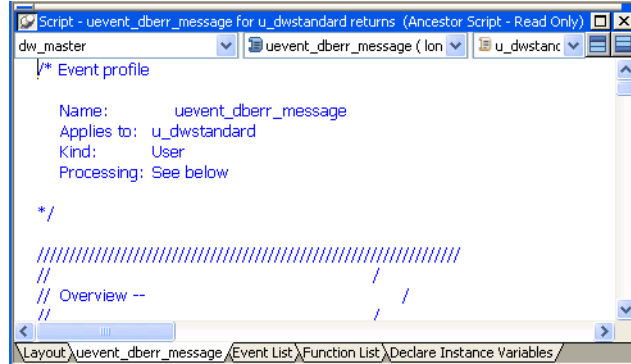 Script - uevent_dberr_message for u_dwstandard returns (Ancestor Script - Read Only)
dw_master uevent_dberr_message ( lon u_dwstanc
/* Event profile
Name: uevent_dberr_message
Applies to: u_dwstandard
Kind: User
Processing: See below
*/
/////////////////////////////////////////////////////////////////
// /
// Overview -- /
// /
Layout uevent_dberr_message Event List Function List Declare Instance Variables